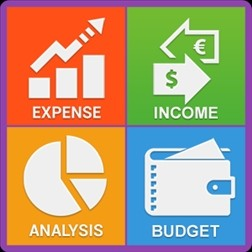 €
$
EXPENSE
INCOME
ANALYSIS
BUDGET